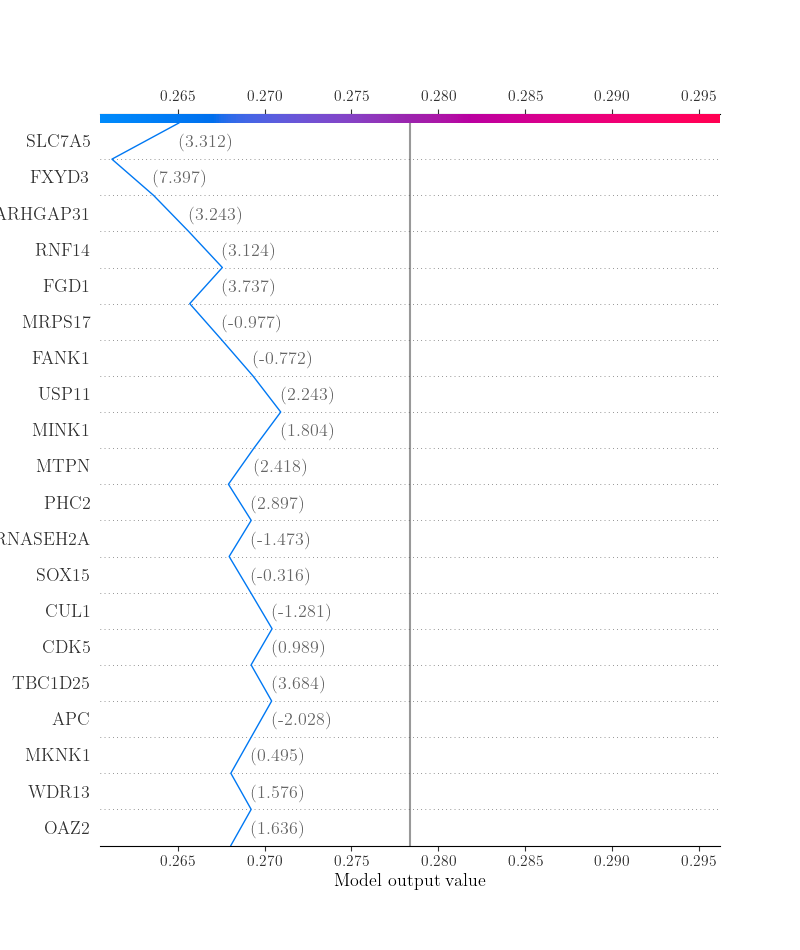 0.265 0.270 0.275 0.280 0.285 0.290 0.295
SLC7A5 (3.312)
FXYD3 (7.397)
ARHGAP31 (3.243)
RNF14 (3.124)
FGD1 (3.737)
MRPS17 (-0.977)
FANK1 (-0.772)
USP11 (2.243)
MINK1 (1.804)
MTPN (2.418)
PHC2 (2.897)
RNASEH2A (-1.473)
SOX15 (-0.316)
CUL1 (-1.281)
CDK5 (0.989)
TBC1D25 (3.684)
APC (-2.028)
MKNK1 (0.495)
WDR13 (1.576)
OAZ2 (1.636)
0.265 0.270 0.275 0.280 0.285 0.290 0.295
Model output value